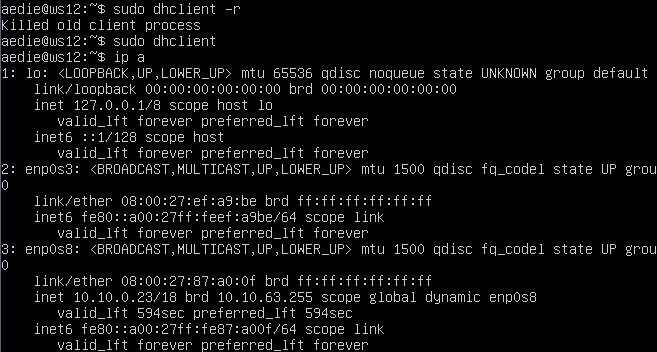 aedie@ws12:~$ sudo dhclient -r
Killed old client process
aedie@ws12:~$ sudo dhclient
aedie@ws12:~$ ip a
1: lo: <LOOPBACK,UP,LOWER_UP> mtu 65536 qdisc noqueue state UNKNOWN group default
    link/loopback 00:00:00:00:00:00 brd 00:00:00:00:00:00
    inet 127.0.0.1/8 scope host lo
       valid_lft forever preferred_lft forever
    inet6 ::1/128 scope host
       valid_lft forever preferred_lft forever
2: enp0s3: <BROADCAST,MULTICAST,UP,LOWER_UP> mtu 1500 qdisc fq_codel state UP grou
0
    link/ether 08:00:27:ef:a9:be brd ff:ff:ff:ff:ff:ff
    inet6 fe80::a00:27ff:feef:a9be/64 scope link
       valid_lft forever preferred_lft forever
3: enp0s8: <BROADCAST,MULTICAST,UP,LOWER_UP> mtu 1500 qdisc fq_codel state UP grou
0
    link/ether 08:00:27:87:a0:0f brd ff:ff:ff:ff:ff:ff
    inet 10.10.0.23/18 brd 10.10.63.255 scope global dynamic enp0s8
       valid_lft 594sec preferred_lft 594sec
    inet6 fe80::a00:27ff:fe87:a00f/64 scope link
       valid_lft forever preferred_lft forever